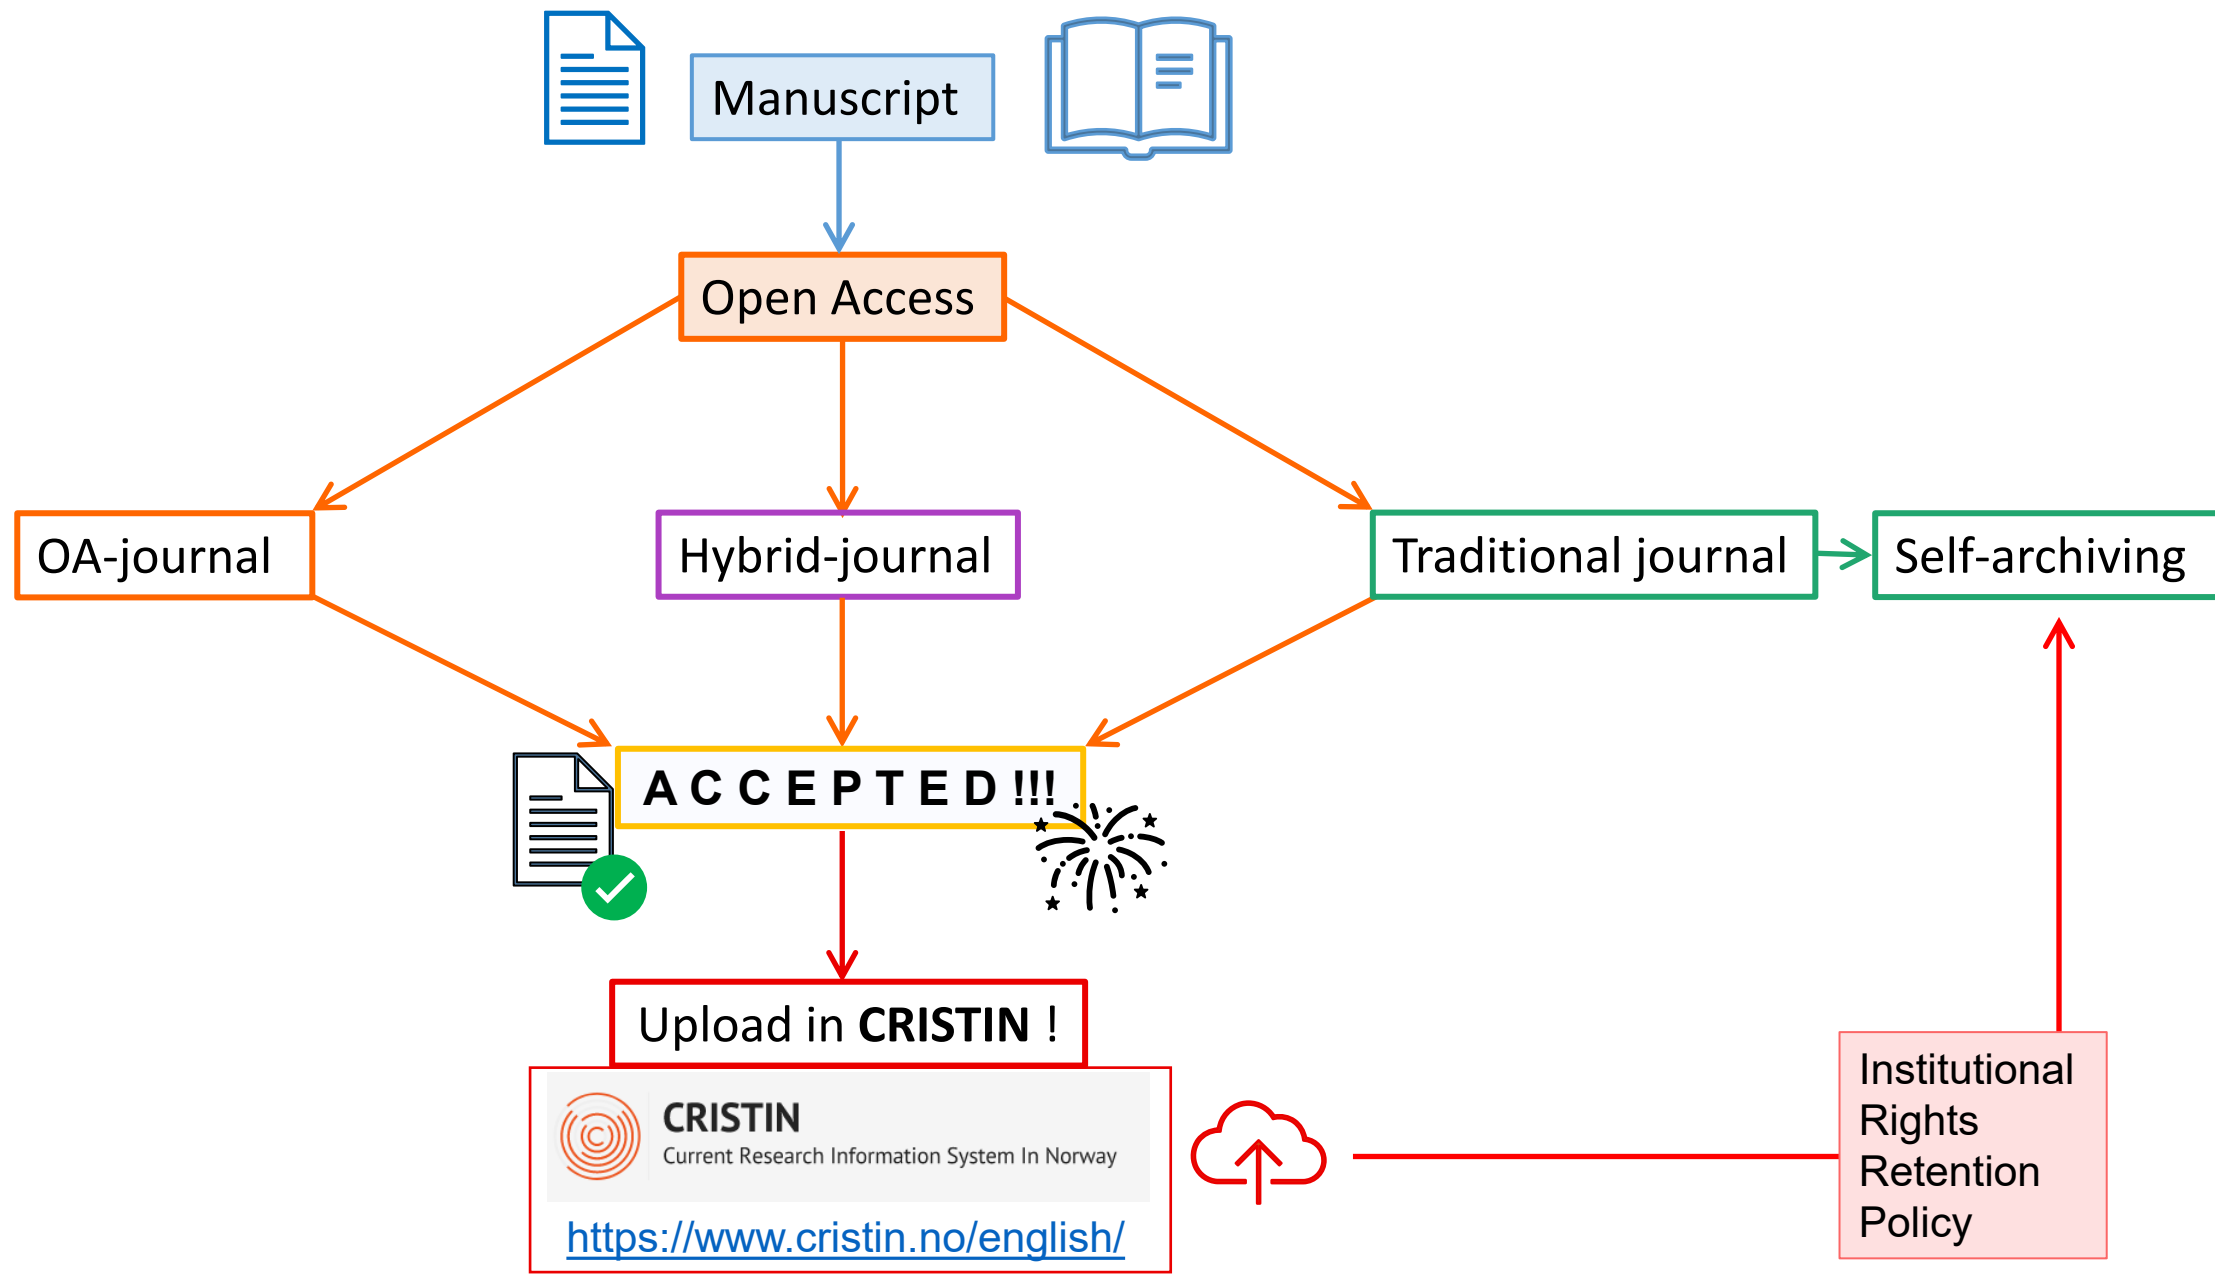 Manuscript
Open Access
OA-journal
Hybrid-journal
Traditional journal
Self-archiving
A C C E P T E D !!!
Upload in CRISTIN !
CRISTIN
Current Research Information System In Norway
https://www.cristin.no/english/
Institutional
Rights
Retention
Policy